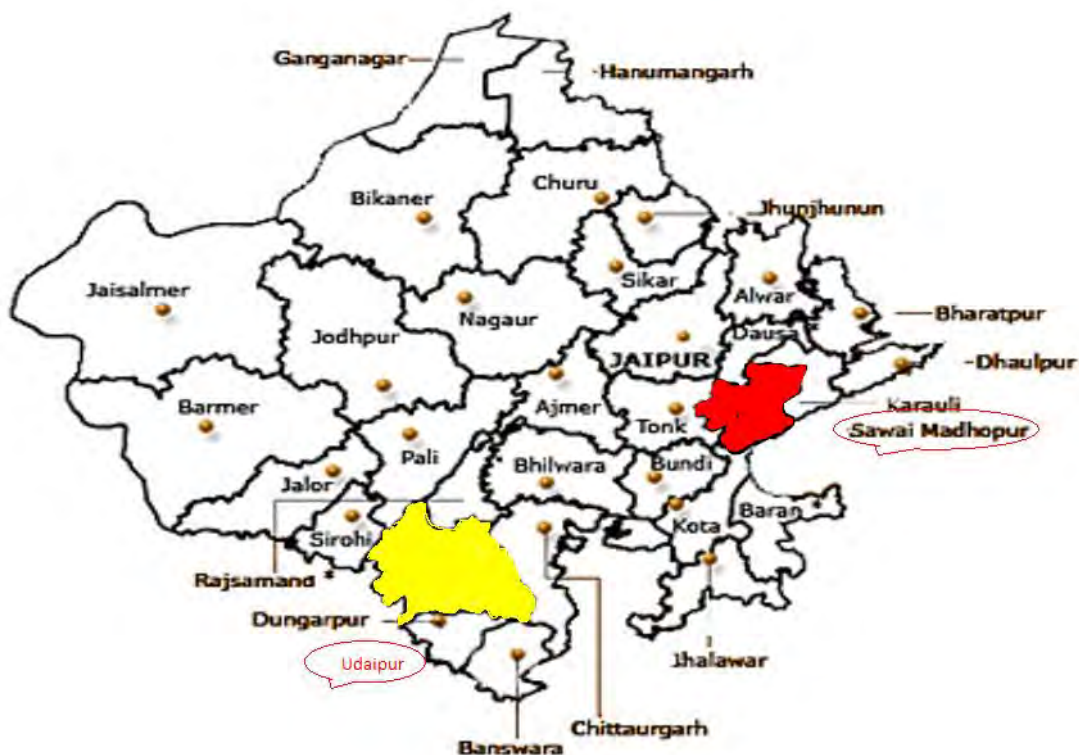 Ganganagar
Hanumangarh
Churu
Bikaner
Jhunjhunun
Sikar
Jaisalmer
Alwar
Nagaur
Bharatpur
Jodhpur
Dausa
JAIPUR
Dhaulpur
Barmer
Ajmer
Karauli
Tonk
Sawai Madhopur
Pali
Bhilwara
Bundi
Jalor
Baran
Kota
Sirohi
Rajsamand *
Dungarpur
Udaipur
Jhalawar
Chittaurgarh
Banswara